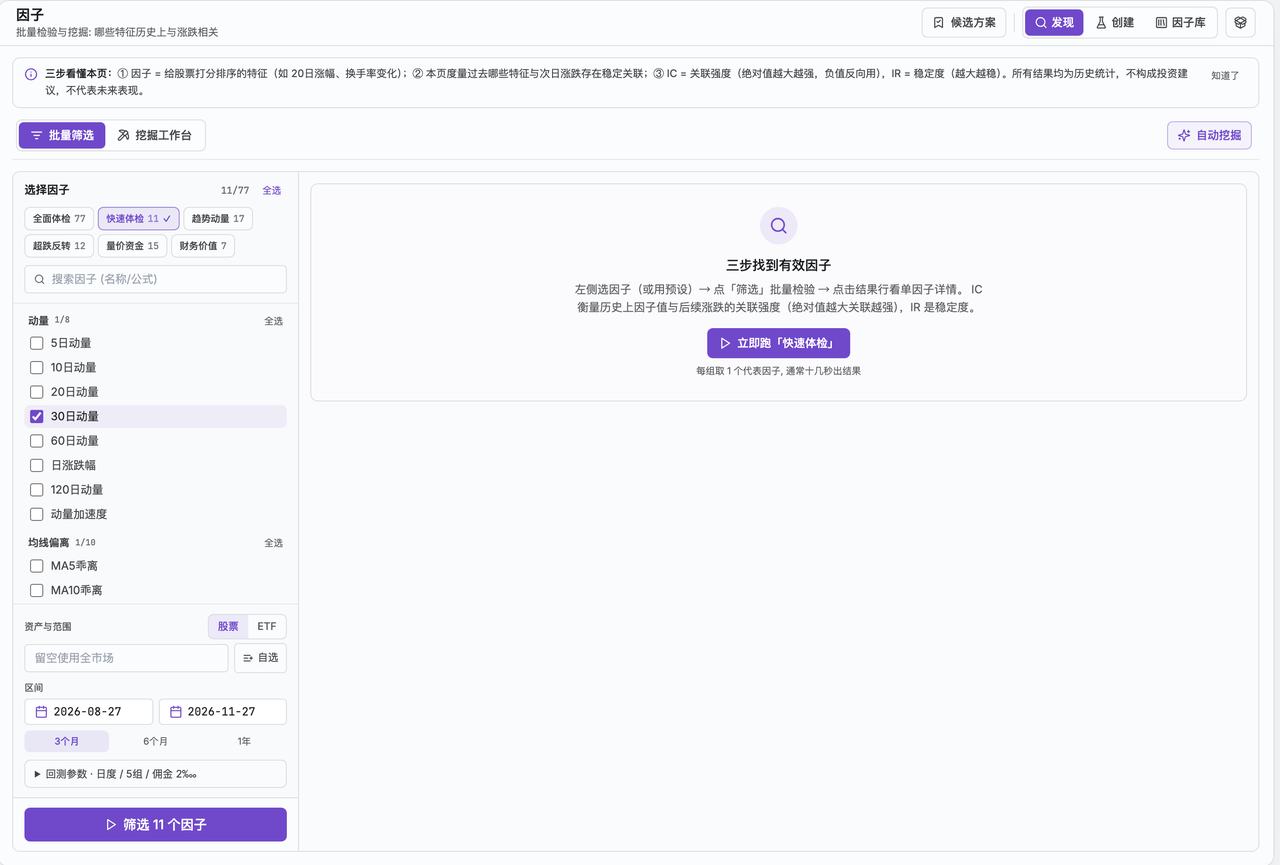 因子
批量检验与挖掘: 哪些特征历史上与涨跌相关
候选方案
发现
创建
因子库
三步看懂本页: ① 因子 = 给股票打分排序的特征（如 20日涨幅、换手率变化）; ② 本页度量过去哪些特征与次日涨跌存在稳定关联; ③ IC = 关联强度（绝对值越大越强，负值反向用），IR = 稳定度（越大越稳）。所有结果均为历史统计，不构成投资建
议，不代表未来表现。
知道了
批量筛选
挖掘工作台
自动挖掘
选择因子 11/77 全选
全面体检 77
快速体检 11 ✓
趋势动量 17
超跌反转 12
量价资金 15
财务价值 7
搜索因子 (名称/公式)
动量 1/8 全选
5日动量
10日动量
20日动量
30日动量
60日动量
日涨跌幅
120日动量
动量加速度
均线偏离 1/10 全选
MA5乖离
MA10乖离
资产与范围
股票 ETF
留空使用全市场
自选
区间
2026-08-27
2026-11-27
3个月 6个月 1年
▶ 回测参数 · 日度 / 5组 / 佣金 2‱
筛选 11 个因子
三步找到有效因子
左侧选因子（或用预设）→ 点「筛选」批量检验 → 点击结果行看单因子详情。 IC
衡量历史上因子值与后续涨跌的关联强度（绝对值越大关联越强），IR 是稳定度。
立即跑「快速体检」
每组取 1 个代表因子, 通常十几秒出结果